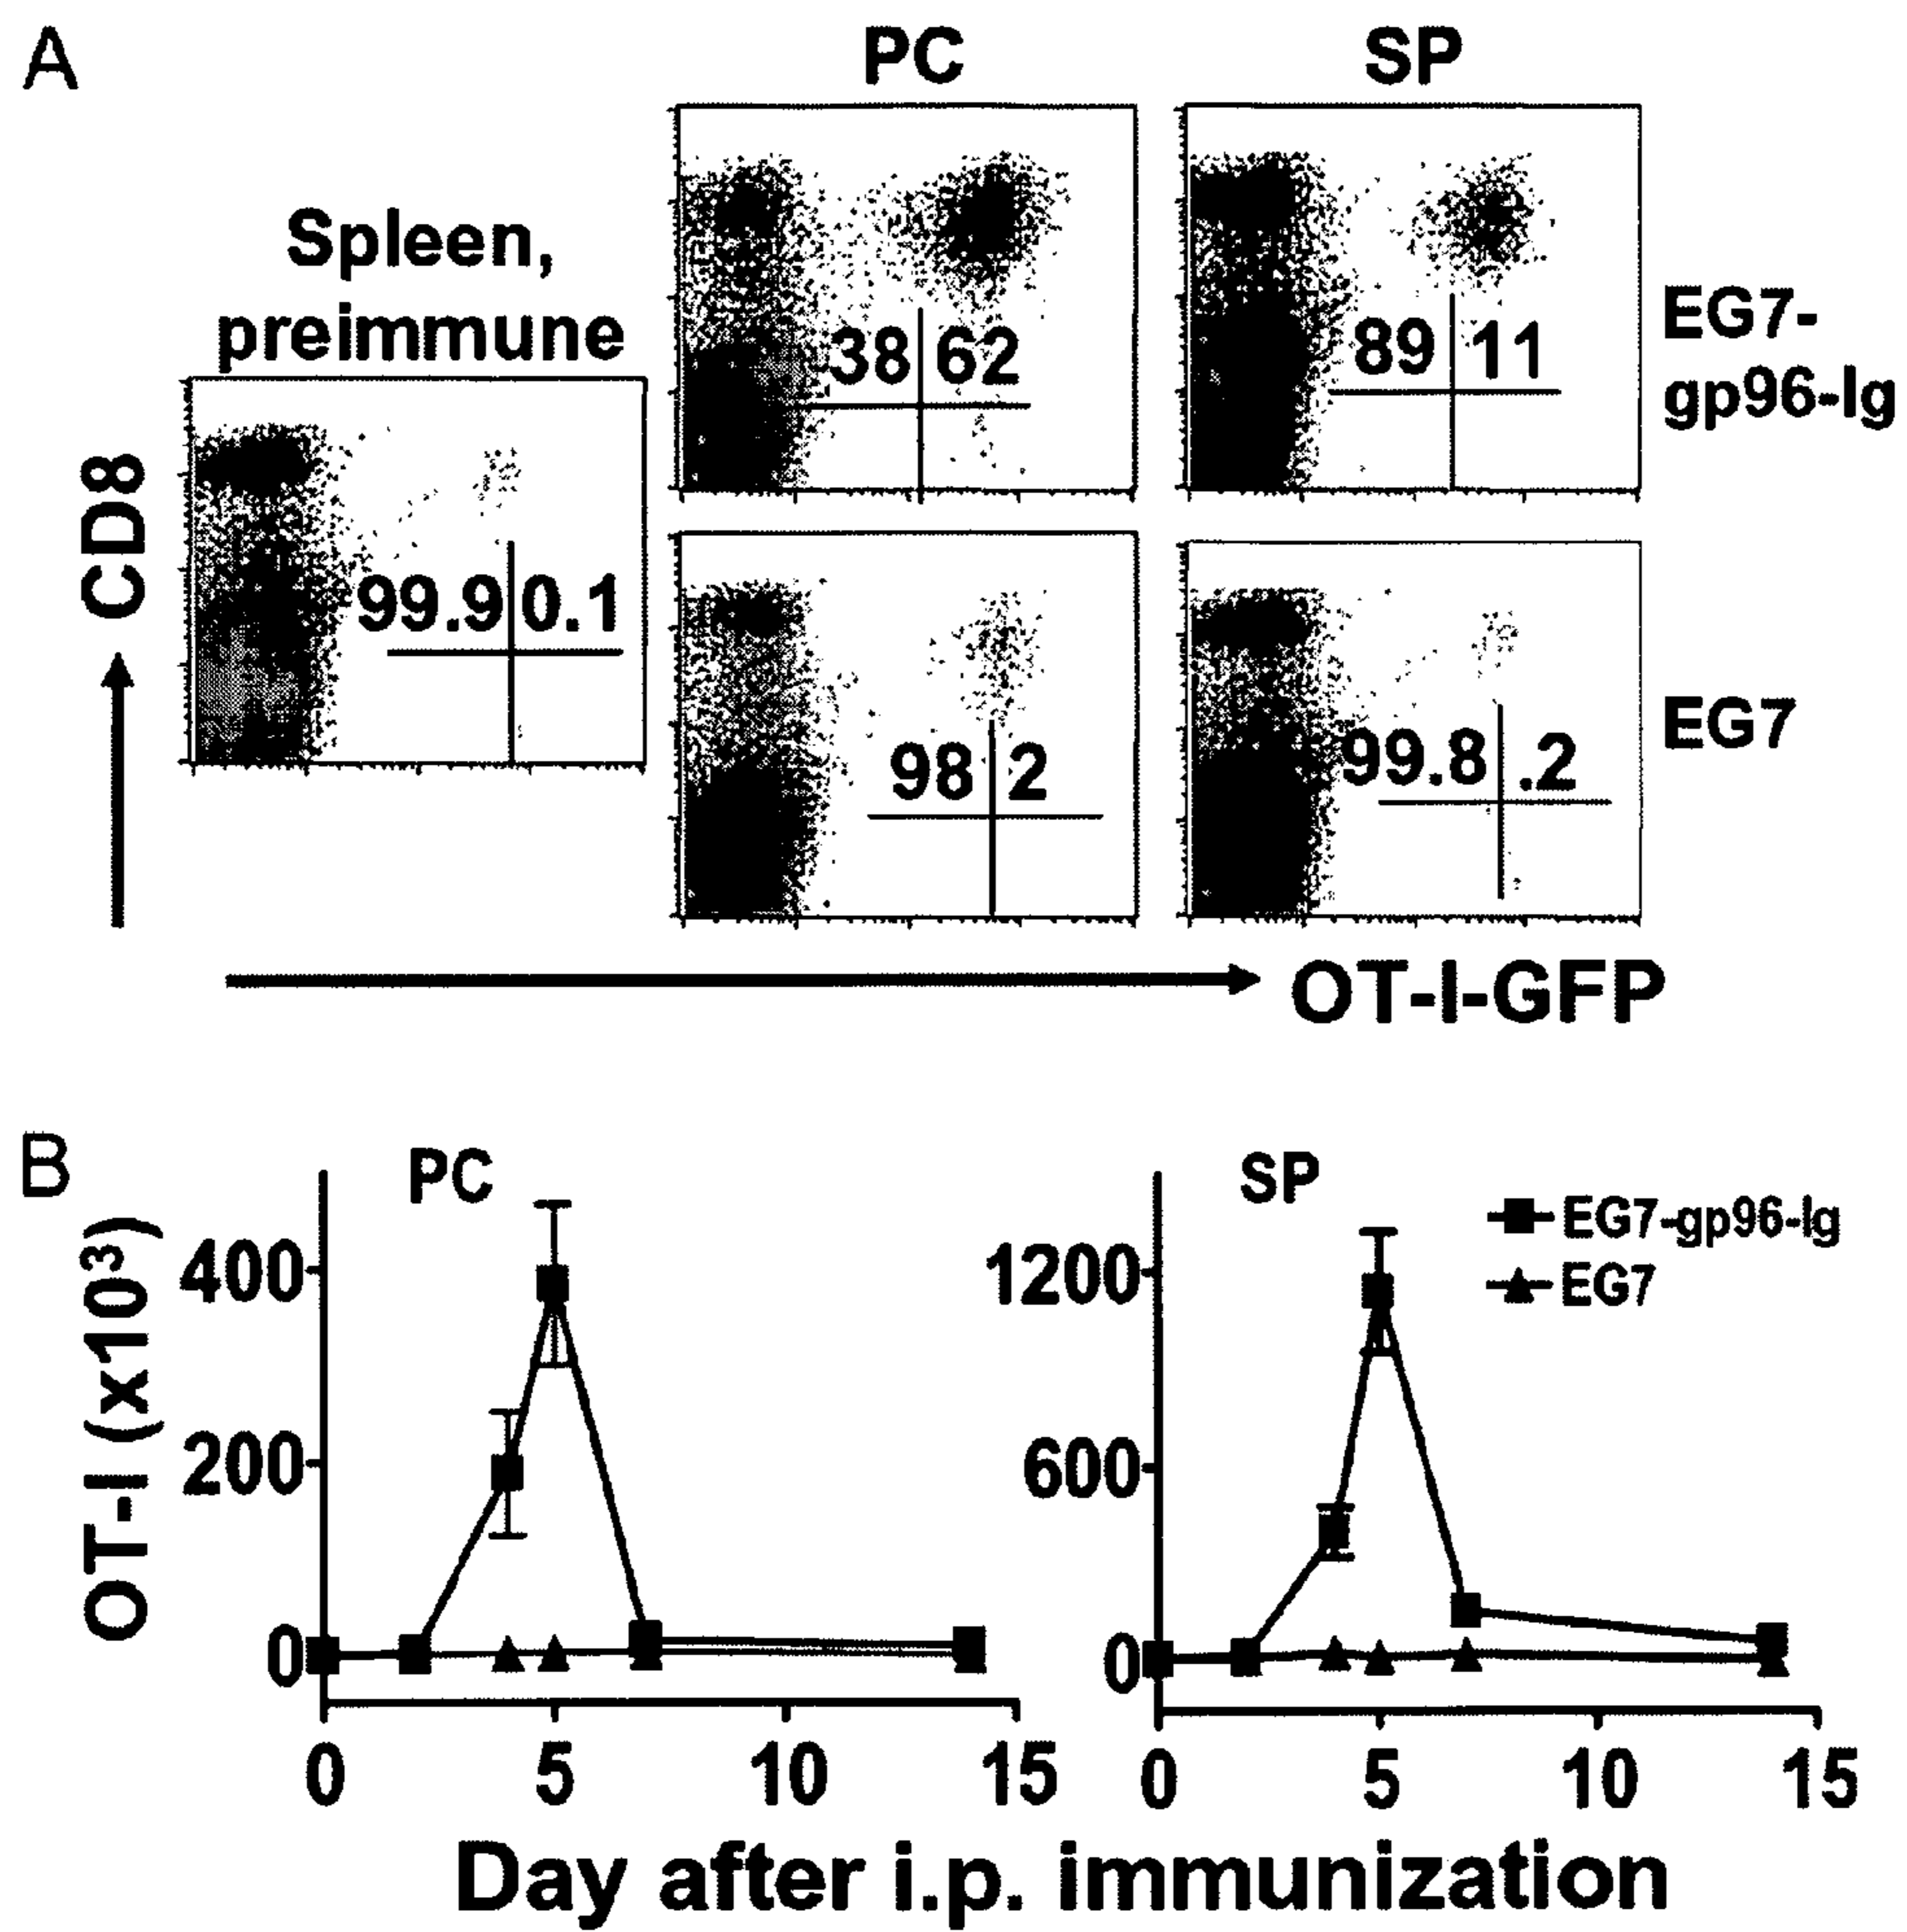 A
PC
SP
Spleen,
preimmune
EG7-
gp96-Ig
38 62
89 11
CD8
99.9 0.1
98 2
99.8 .2
EG7
OT-I-GFP
B
PC
SP
EG7-gp96-Ig
EG7
OT-I (x10³)
400
200
0
1200
600
0
0 5 10 15
0 5 10 15
Day after i.p. immunization